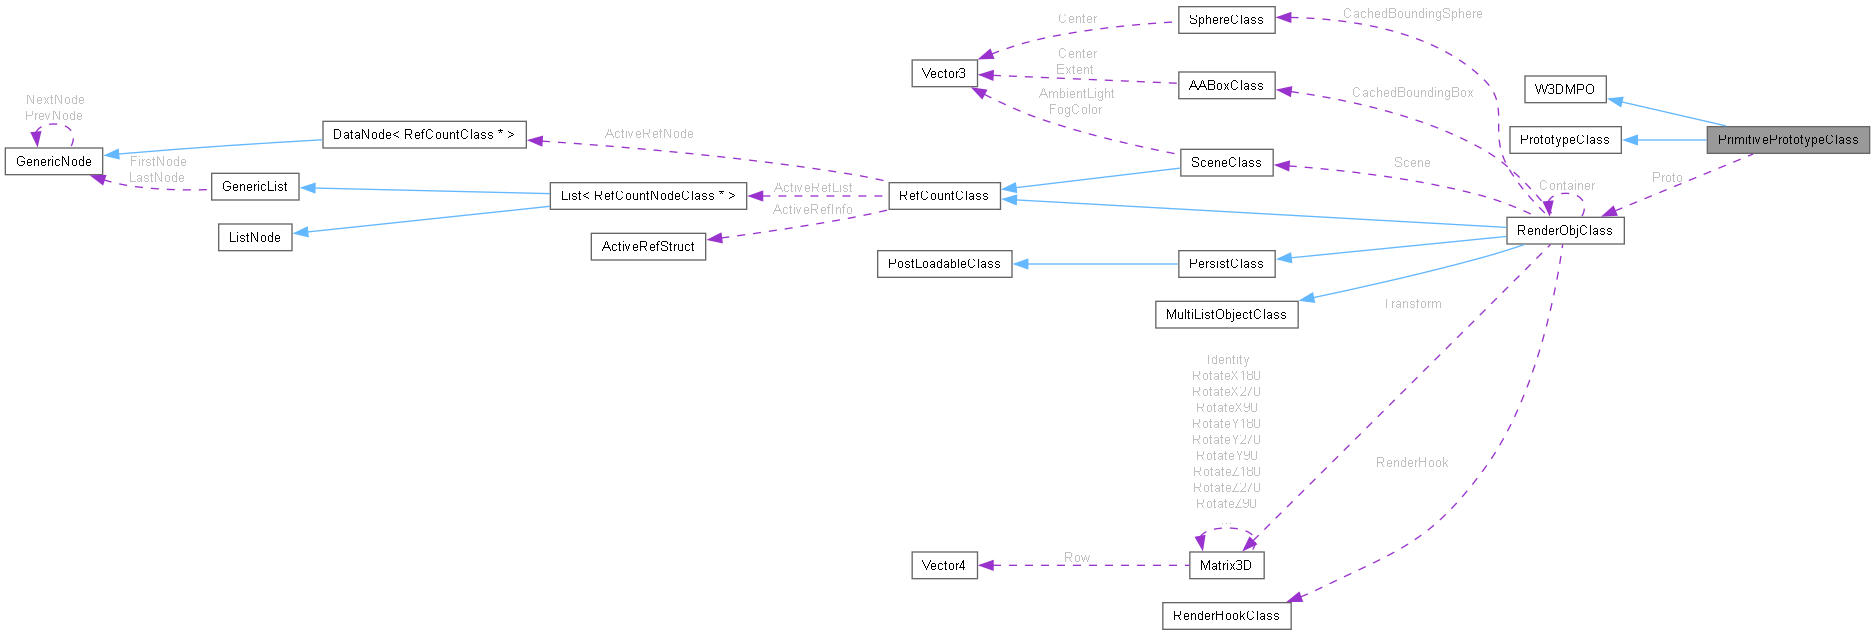 SphereClass
CachedBoundingSphere
Center
Vector3
Center
Extent
AABoxClass
CachedBoundingBox
W3DMPO
NextNode
PrevNode
AmbientLight
FogColor
DataNode< RefCountClass * >
ActiveRefNode
PrototypeClass
PrimitivePrototypeClass
GenericNode
FirstNode
LastNode
GenericList
SceneClass
Scene
Proto
List< RefCountNodeClass * >
ActiveRefList
RefCountClass
Container
ActiveRefInfo
ListNode
ActiveRefStruct
RenderObjClass
PostLoadableClass
PersistClass
MultiListObjectClass
Transform
Identity
RotateX180
RotateX270
RotateX90
RotateY180
RotateY270
RotateY90
RotateZ180
RotateZ270
RotateZ90
...
RenderHook
Vector4
Row
Matrix3D
RenderHookClass